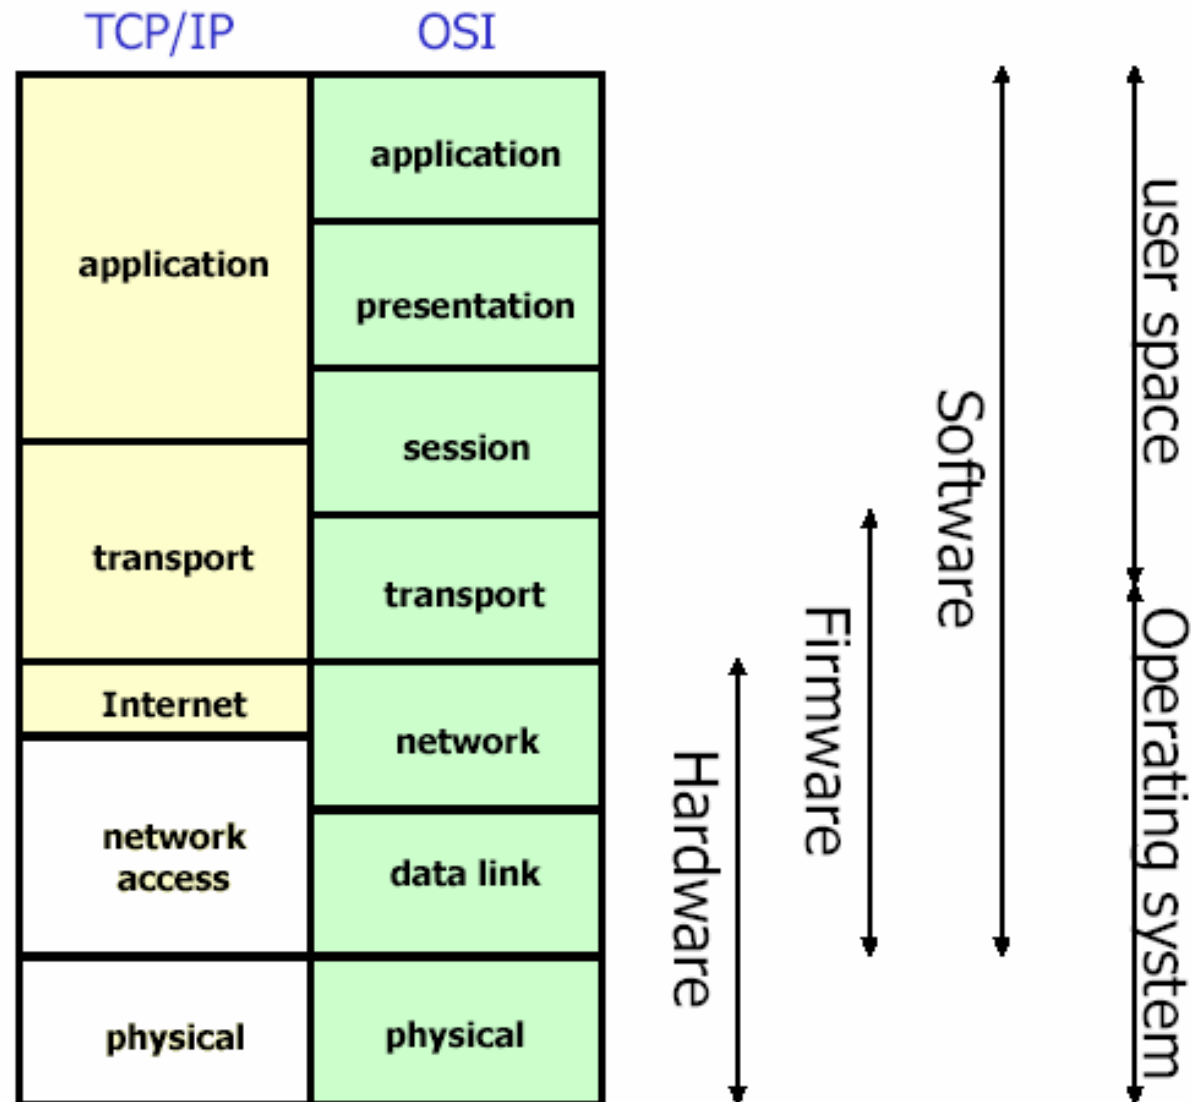 TCP/IP
OSI
application
transport
Internet
network
access
physical
application
presentation
session
transport
network
data link
physical
Hardware
Firmware
Software
user space
Operating system